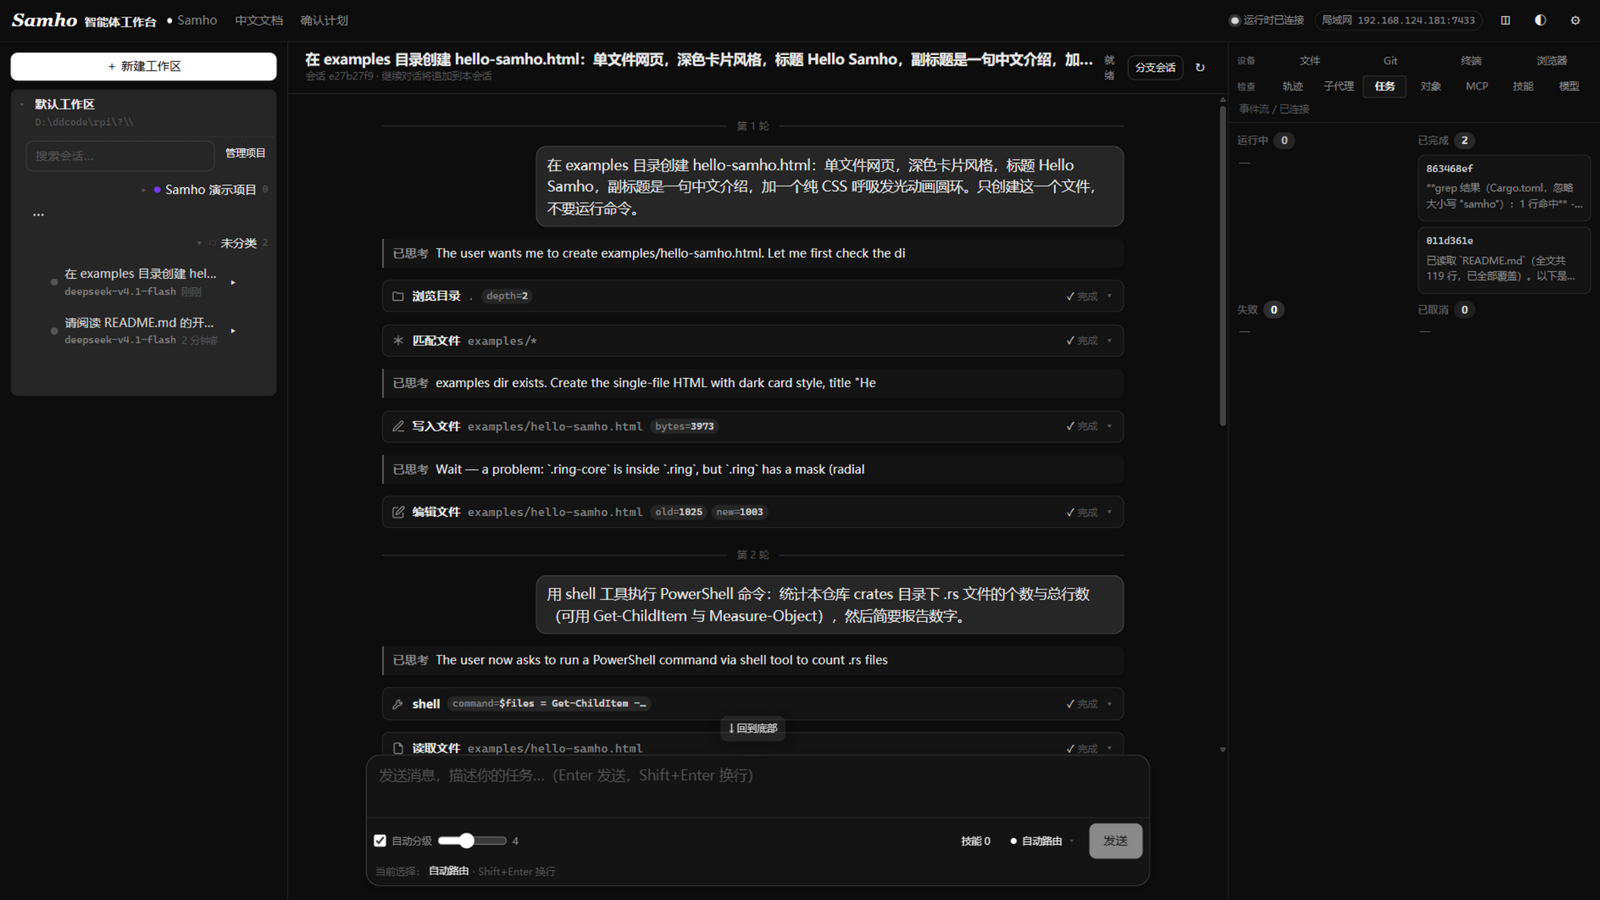 Samho 智能体工作台 • Samho 中文文档 确认计划
运行时已连接 局域网 192.168.124.181:7433
+ 新建工作区
默认工作区
D:\ddcode\rpi\?\\
搜索会话... 管理项目
Samho 演示项目 0
...
未分类 2
在 examples 目录创建 hel...
deepseek-v4.1-flash 刚刚
请阅读 README.md 的开...
deepseek-v4.1-flash 2 分钟前
在 examples 目录创建 hello-samho.html：单文件网页，深色卡片风格，标题 Hello Samho，副标题是一句中文介绍，加...
会话 e27b27f9 · 继续对话将追加到本会话
就绪
分支会话
第 1 轮
在 examples 目录创建 hello-samho.html：单文件网页，深色卡片风格，标题 Hello
Samho，副标题是一句中文介绍，加一个纯 CSS 呼吸发光动画圆环。只创建这一个文件，
不要运行命令。
已思考 The user wants me to create examples/hello-samho.html. Let me first check the di
浏览目录 . depth=2 ✓完成
匹配文件 examples/* ✓完成
已思考 examples dir exists. Create the single-file HTML with dark card style, title "He
写入文件 examples/hello-samho.html bytes=3973 ✓完成
已思考 Wait — a problem: `.ring-core` is inside `.ring`, but `.ring` has a mask (radial
编辑文件 examples/hello-samho.html old=1025 new=1003 ✓完成
第 2 轮
用 shell 工具执行 PowerShell 命令：统计本仓库 crates 目录下 .rs 文件的个数与总行数
（可用 Get-ChildItem 与 Measure-Object），然后简要报告数字。
已思考 The user now asks to run a PowerShell command via shell tool to count .rs files
shell command=$files = Get-ChildItem -… ✓完成
↓回到底部
读取文件 examples/hello-samho.html ✓完成
发送消息，描述你的任务...（Enter 发送，Shift+Enter 换行）
自动分级 4 技能 0 • 自动路由 发送
当前选择： 自动路由 · Shift+Enter 换行
设备 文件 Git 终端 浏览器
检查 轨迹 子代理 任务 对象 MCP 技能 模型
事件流 / 已连接
运行中 0
—
已完成 2
863468ef
**grep 结果（Cargo.toml，忽略
大小写 "samho"）：1 行命中** -...
011d361e
已读取 `README.md`（全文共
119 行，已全部覆盖）。以下是...
失败 0
—
已取消 0
—